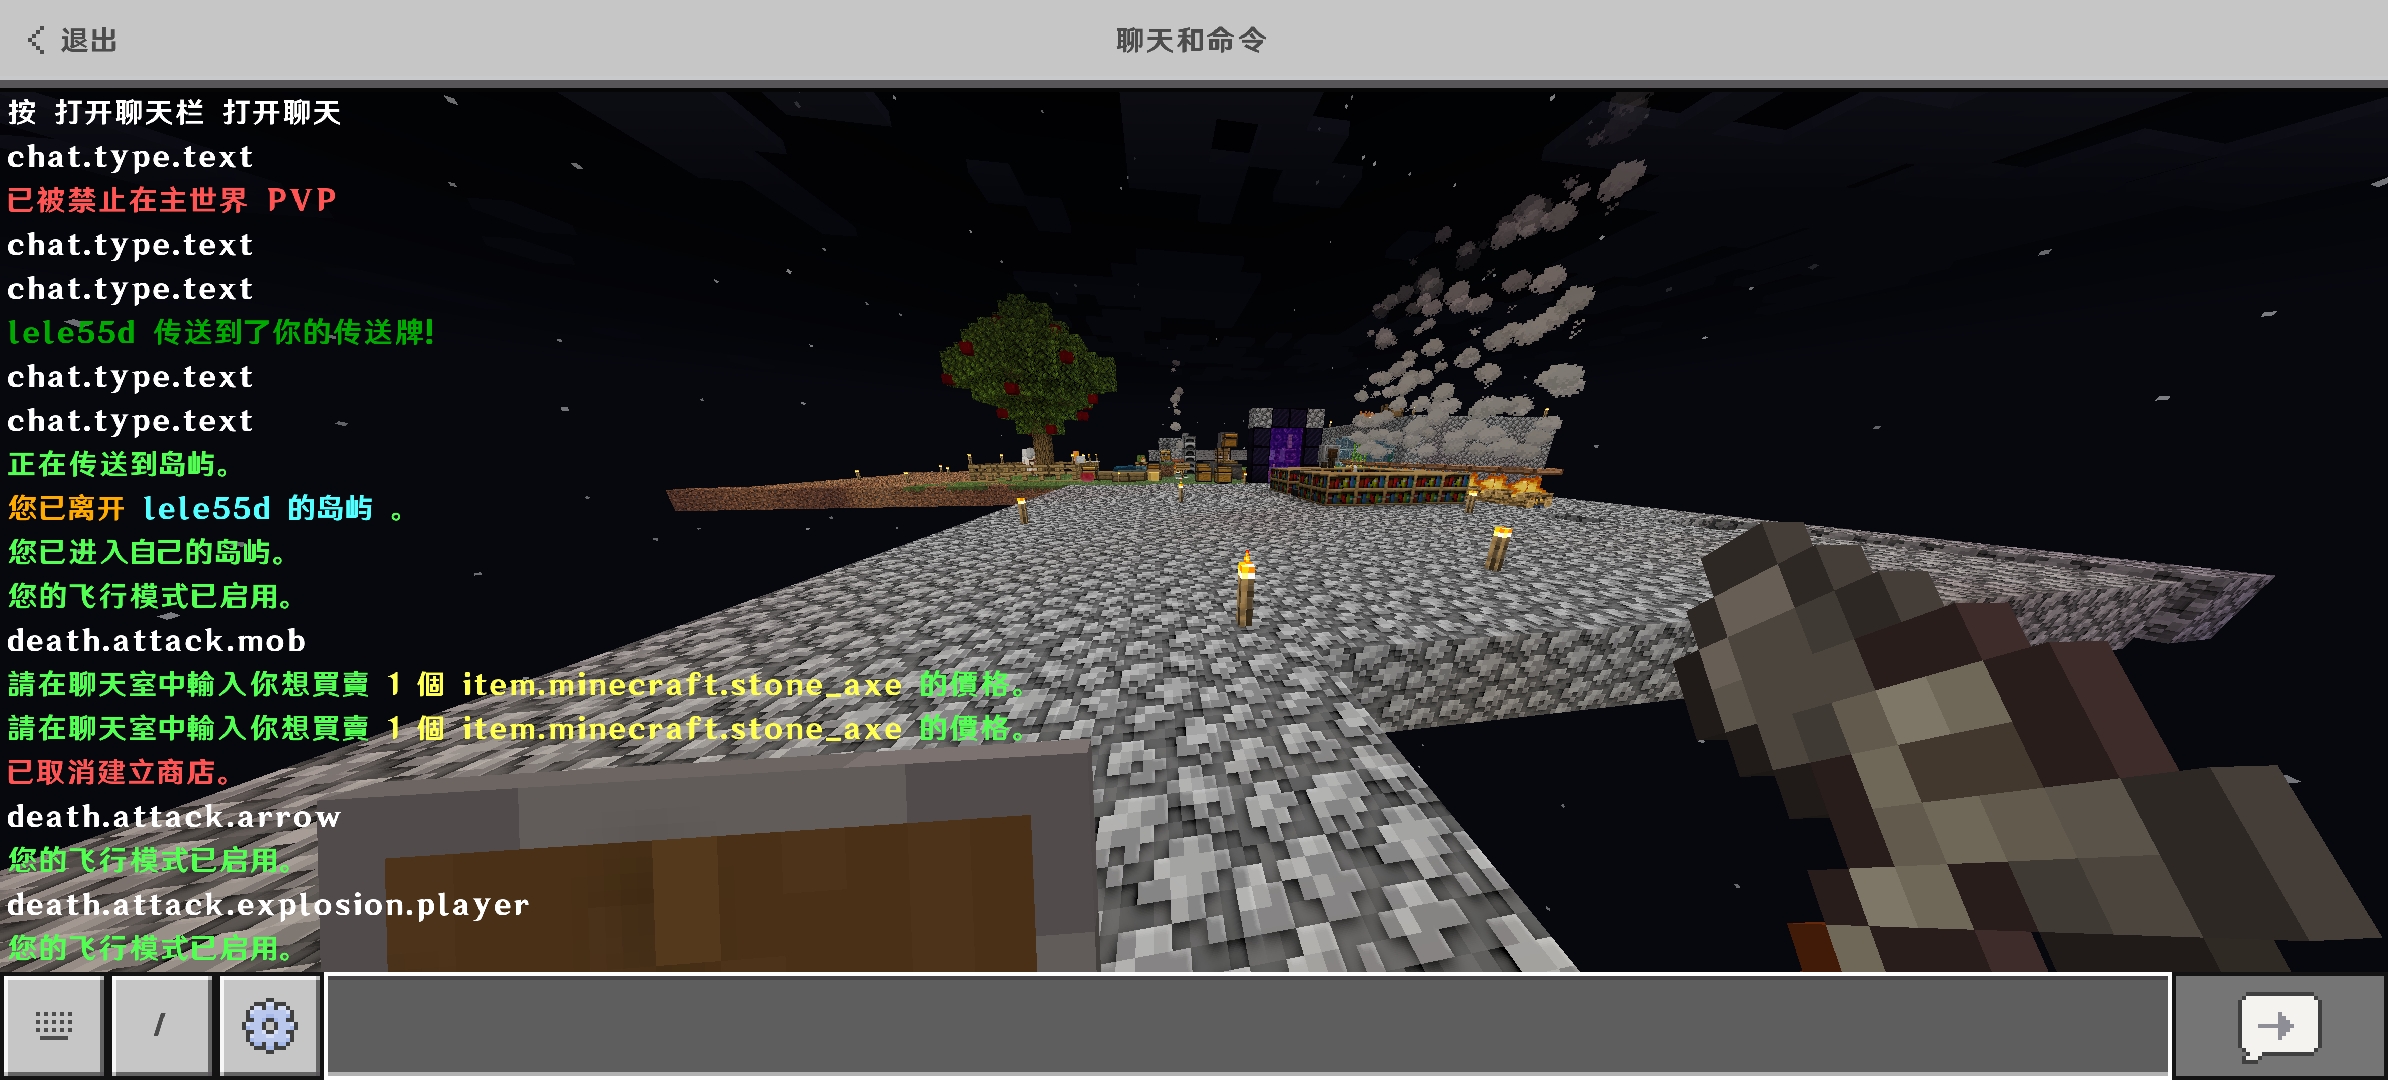 退出
聊天和命令
按 打开聊天栏 打开聊天
chat.type.text
已被禁止在主世界 PVP
chat.type.text
chat.type.text
lele55d 传送到了你的传送牌!
chat.type.text
chat.type.text
正在传送到岛屿。
您已离开 lele55d 的岛屿 。
您已进入自己的岛屿。
您的飞行模式已启用。
death.attack.mob
請在聊天室中輸入你想買賣 1 個 item.minecraft.stone_axe 的價格。
請在聊天室中輸入你想買賣 1 個 item.minecraft.stone_axe 的價格。
已取消建立商店。
death.attack.arrow
您的飞行模式已启用。
death.attack.explosion.player
您的飞行模式已启用。
/